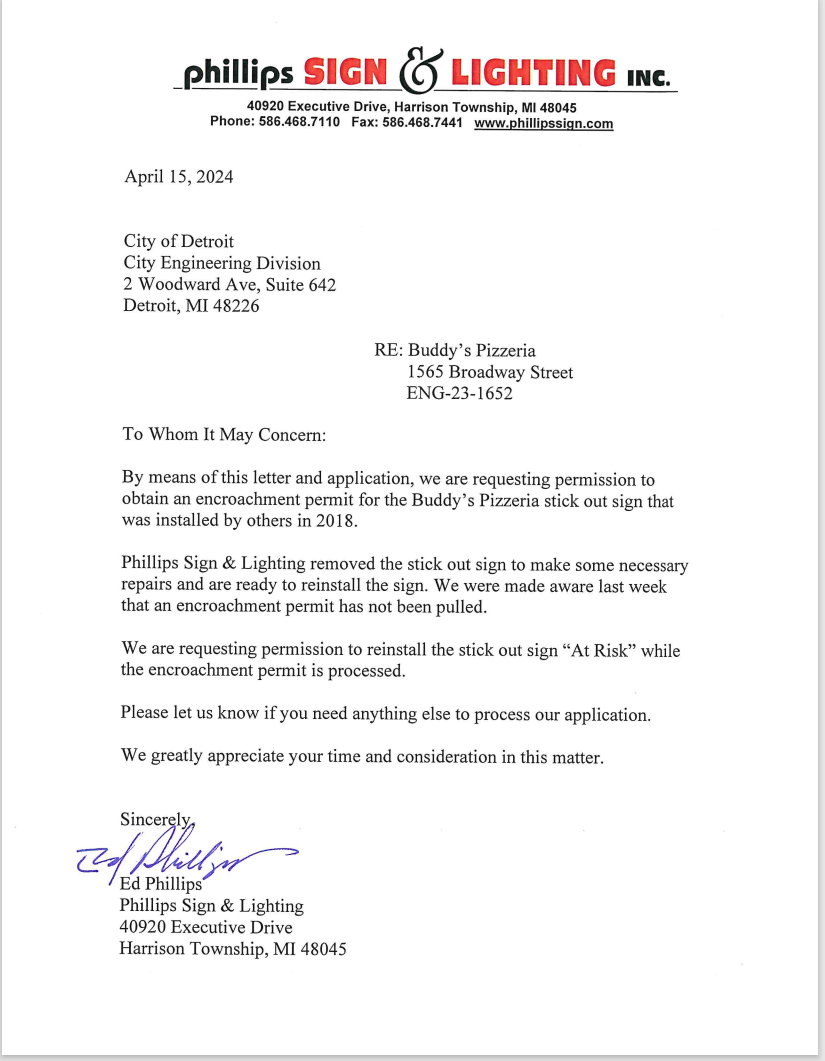 phillips SIGN & LIGHTING INC.
40920 Executive Drive, Harrison Township, MI 48045
Phone: 586.468.7110 Fax: 586.468.7441 www.phillipssign.com
April 15, 2024
City of Detroit
City Engineering Division
2 Woodward Ave, Suite 642
Detroit, MI 48226
RE: Buddy’s Pizzeria
1565 Broadway Street
ENG-23-1652
To Whom It May Concern:
By means of this letter and application, we are requesting permission to
obtain an encroachment permit for the Buddy’s Pizzeria stick out sign that
was installed by others in 2018.
Phillips Sign & Lighting removed the stick out sign to make some necessary
repairs and are ready to reinstall the sign. We were made aware last week
that an encroachment permit has not been pulled.
We are requesting permission to reinstall the stick out sign “At Risk” while
the encroachment permit is processed.
Please let us know if you need anything else to process our application.
We greatly appreciate your time and consideration in this matter.
Sincerely,
Ed Phillips
Ed Phillips
Phillips Sign & Lighting
40920 Executive Drive
Harrison Township, MI 48045